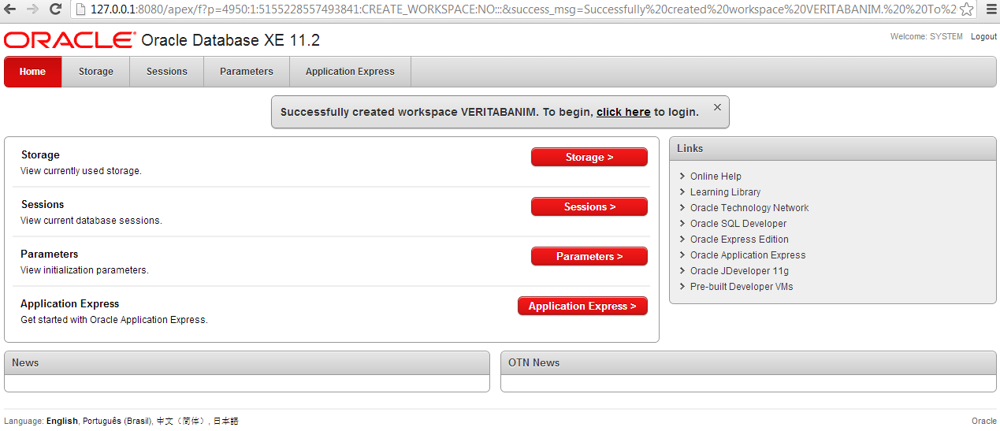 127.0.0.1:8080/apex/f?p=4950:1:5155228557493841:CREATE_WORKSPACE:NO:::&success_msg=Successfully%20created%20workspace%20VERITABANIM.%20%20To%2
ORACLE® Oracle Database XE 11.2
Welcome: SYSTEM Logout
Home Storage Sessions Parameters Application Express
Successfully created workspace VERITABANIM. To begin, click here to login.
Storage
View currently used storage.
Storage >
Sessions
View current database sessions.
Sessions >
Parameters
View initialization parameters.
Parameters >
Application Express
Get started with Oracle Application Express.
Application Express >
Links
Online Help
Learning Library
Oracle Technology Network
Oracle SQL Developer
Oracle Express Edition
Oracle Application Express
Oracle JDeveloper 11g
Pre-built Developer VMs
News
OTN News
Language: English, Português (Brasil), 中文（简体）, 日本語
Oracle